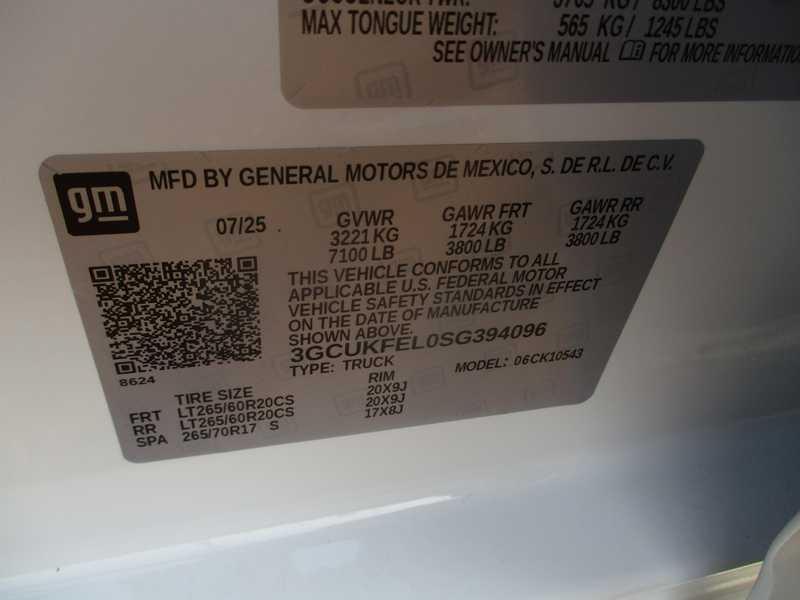 8300 LBS
MAX TONGUE WEIGHT: 565 KG / 1245 LBS
SEE OWNER'S MANUAL FOR MORE INFORMATION
gm
MFD BY GENERAL MOTORS DE MEXICO, S. DE R.L. DE C.V.
07/25 GVWR GAWR FRT GAWR RR
3221 KG 1724 KG 1724 KG
7100 LB 3800 LB 3800 LB
THIS VEHICLE CONFORMS TO ALL
APPLICABLE U.S. FEDERAL MOTOR
VEHICLE SAFETY STANDARDS IN EFFECT
ON THE DATE OF MANUFACTURE
SHOWN ABOVE.
3GCUKFEL0SG394096
8624
TYPE: TRUCK MODEL: 06CK10543
TIRE SIZE RIM
FRT LT265/60R20CS 20X9J
RR LT265/60R20CS 20X9J
SPA 265/70R17 S 17X8J